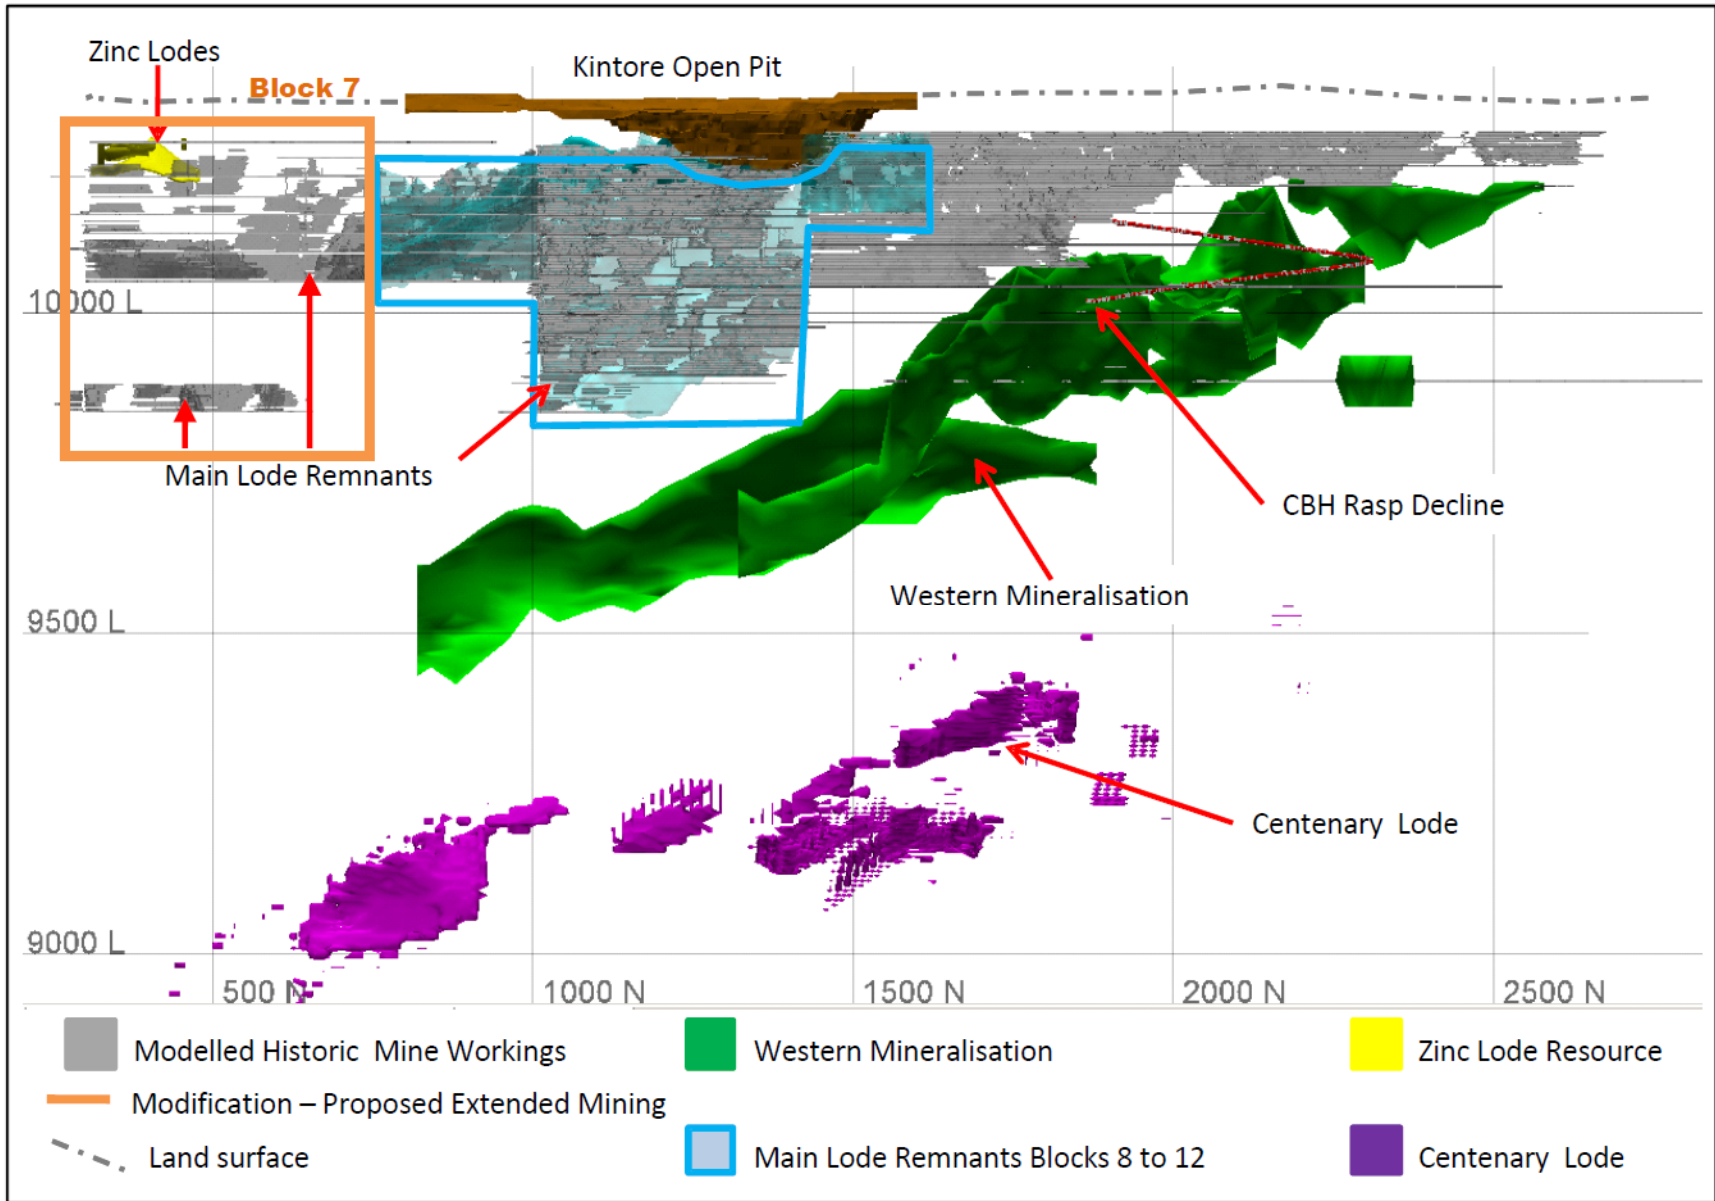 Zinc Lodes
Block 7
Kintore Open Pit
10000 L
Main Lode Remnants
CBH Rasp Decline
Western Mineralisation
9500 L
Centenary Lode
9000 L
500 N
1000 N
1500 N
2000 N
2500 N
Modelled Historic Mine Workings
Western Mineralisation
Zinc Lode Resource
Modification – Proposed Extended Mining
Land surface
Main Lode Remnants Blocks 8 to 12
Centenary Lode